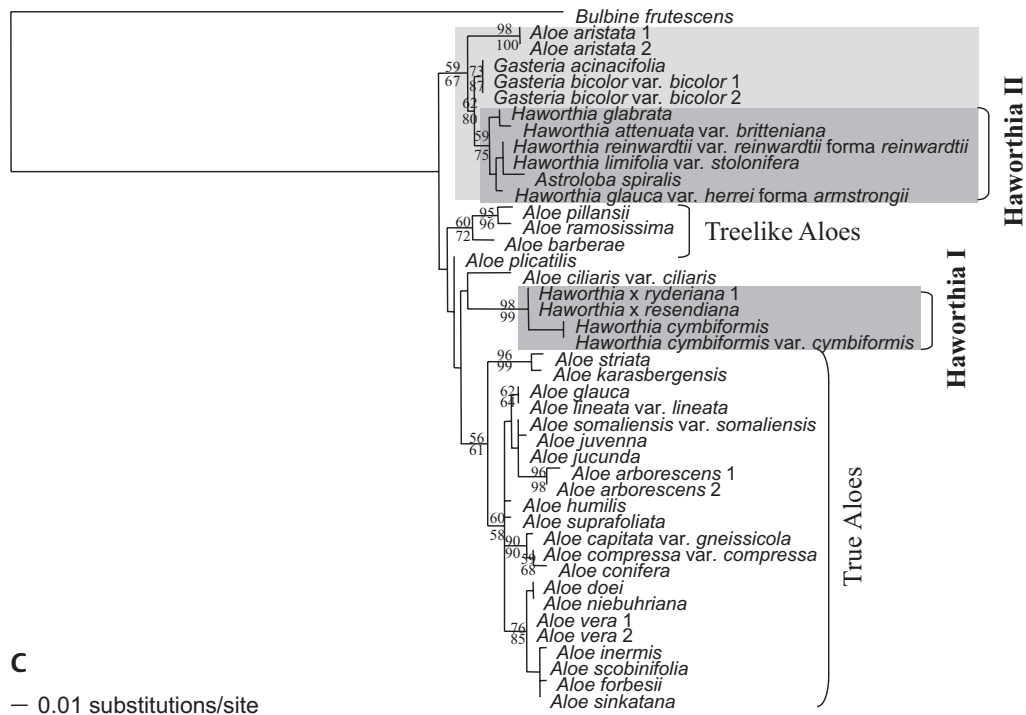 Bulbine frutescens
98
Aloe aristata 1
100
Aloe aristata 2
59
67
73
87
Gasteria acinacifolia
Gasteria bicolor var. bicolor 1
Gasteria bicolor var. bicolor 2
62
80
Haworthia glabrata
Haworthia attenuata var. britteniana
59
75
Haworthia reinwardtii var. reinwardtii forma reinwardtii
Haworthia limifolia var. stolonifera
Astroloba spiralis
Haworthia glauca var. herrei forma armstrongii
Haworthia II
95
96
Aloe pillansii
Aloe ramosissima
60
72
Aloe barberae
Treelike Aloes
Aloe plicatilis
Aloe ciliaris var. ciliaris
Haworthia x ryderiana 1
98
99
Haworthia x resendiana
Haworthia cymbiformis
Haworthia cymbiformis var. cymbiformis
Haworthia I
96
99
Aloe striata
Aloe karasbergensis
62
64
Aloe glauca
Aloe lineata var. lineata
Aloe somaliensis var. somaliensis
56
61
Aloe juvenna
Aloe jucunda
96
98
Aloe arborescens 1
Aloe arborescens 2
Aloe humilis
60
58
Aloe suprafoliata
90
90
Aloe capitata var. gneissicola
Aloe compressa var. compressa
59
68
Aloe conifera
Aloe doei
Aloe niebuhriana
Aloe vera 1
76
85
Aloe vera 2
Aloe inermis
Aloe scobinifolia
Aloe forbesii
Aloe sinkatana
True Aloes
C
0.01 substitutions/site